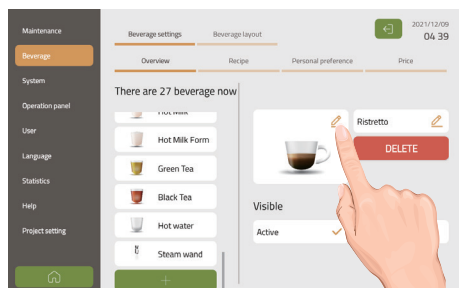 Maintenance
Beverage
System
Operation panel
User
Language
Statistics
Help
Project setting
Beverage settings
Beverage layout
2021/12/09
04 39
Overview
Recipe
Personal preference
Price
There are 27 beverage now
Hot Milk
Hot Milk Form
Green Tea
Black Tea
Hot water
Steam wand
+
Ristretto
DELETE
Visible
Active